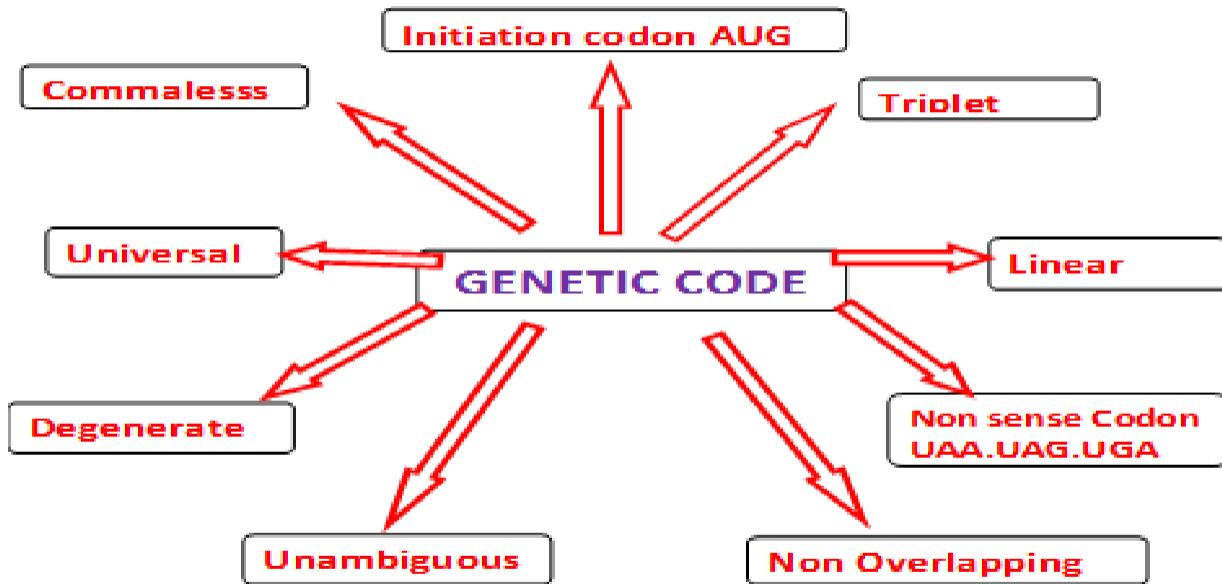 Initiation codon AUG
Commalesss
Triplet
Universal
GENETIC CODE
Linear
Degenerate
Non sense Codon
UAA.UAG.UGA
Unambiguous
Non Overlapping